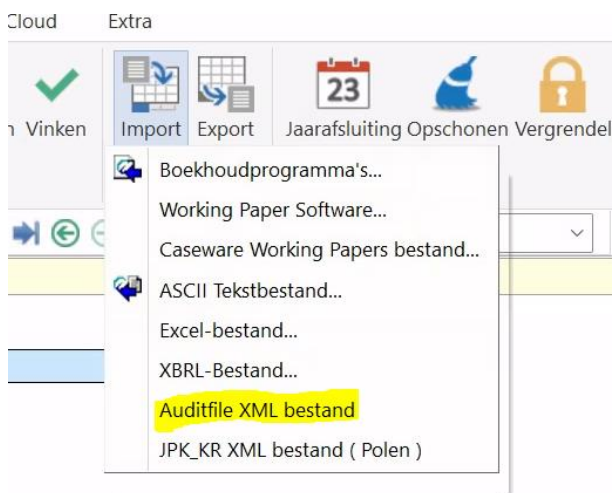 Cloud Extra
23
Vinken Import Export Jaarafsluiting Opschonen Vergrendel
Boekhoudprogramma's...
Working Paper Software...
Caseware Working Papers bestand...
ASCII Tekstbestand...
Excel-bestand...
XBRL-Bestand...
Auditfile XML bestand
JPK_KR XML bestand ( Polen )